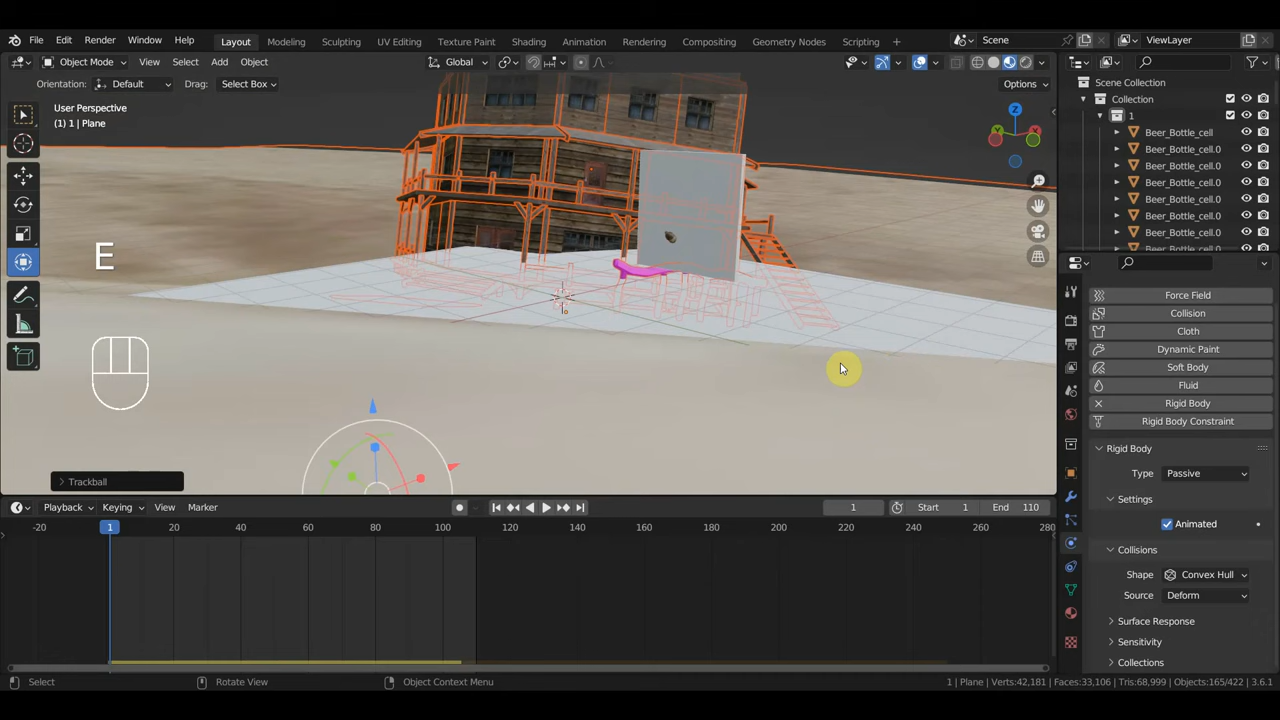 File Edit Render Window Help
Layout Modeling Sculpting UV Editing Texture Paint Shading Animation Rendering Compositing Geometry Nodes Scripting +
Scene
ViewLayer
Object Mode View Select Add Object
Global
Orientation: Default Drag: Select Box
Options
User Perspective
(1) 1 | Plane
Scene Collection
Collection
1
Beer_Bottle_cell
Beer_Bottle_cell.0
Beer_Bottle_cell.0
Beer_Bottle_cell.0
Beer_Bottle_cell.0
Beer_Bottle_cell.0
Beer_Bottle_cell.0
Beer_Bottle_cell.0
E
Force Field
Collision
Cloth
Dynamic Paint
Soft Body
Fluid
Rigid Body
Rigid Body Constraint
Rigid Body
Type Passive
Settings
Animated
Collisions
Shape Convex Hull
Source Deform
Surface Response
Sensitivity
Collections
Trackball
Playback Keying View Marker
1 Start 1 End 110
-20 1 20 40 60 80 100 120 140 160 180 200 220 240 260 280
Select Rotate View Object Context Menu
1 | Plane Verts:42,181 | Faces:33,106 | Tris:68,999 | Objects:165/422 | 3.6.1